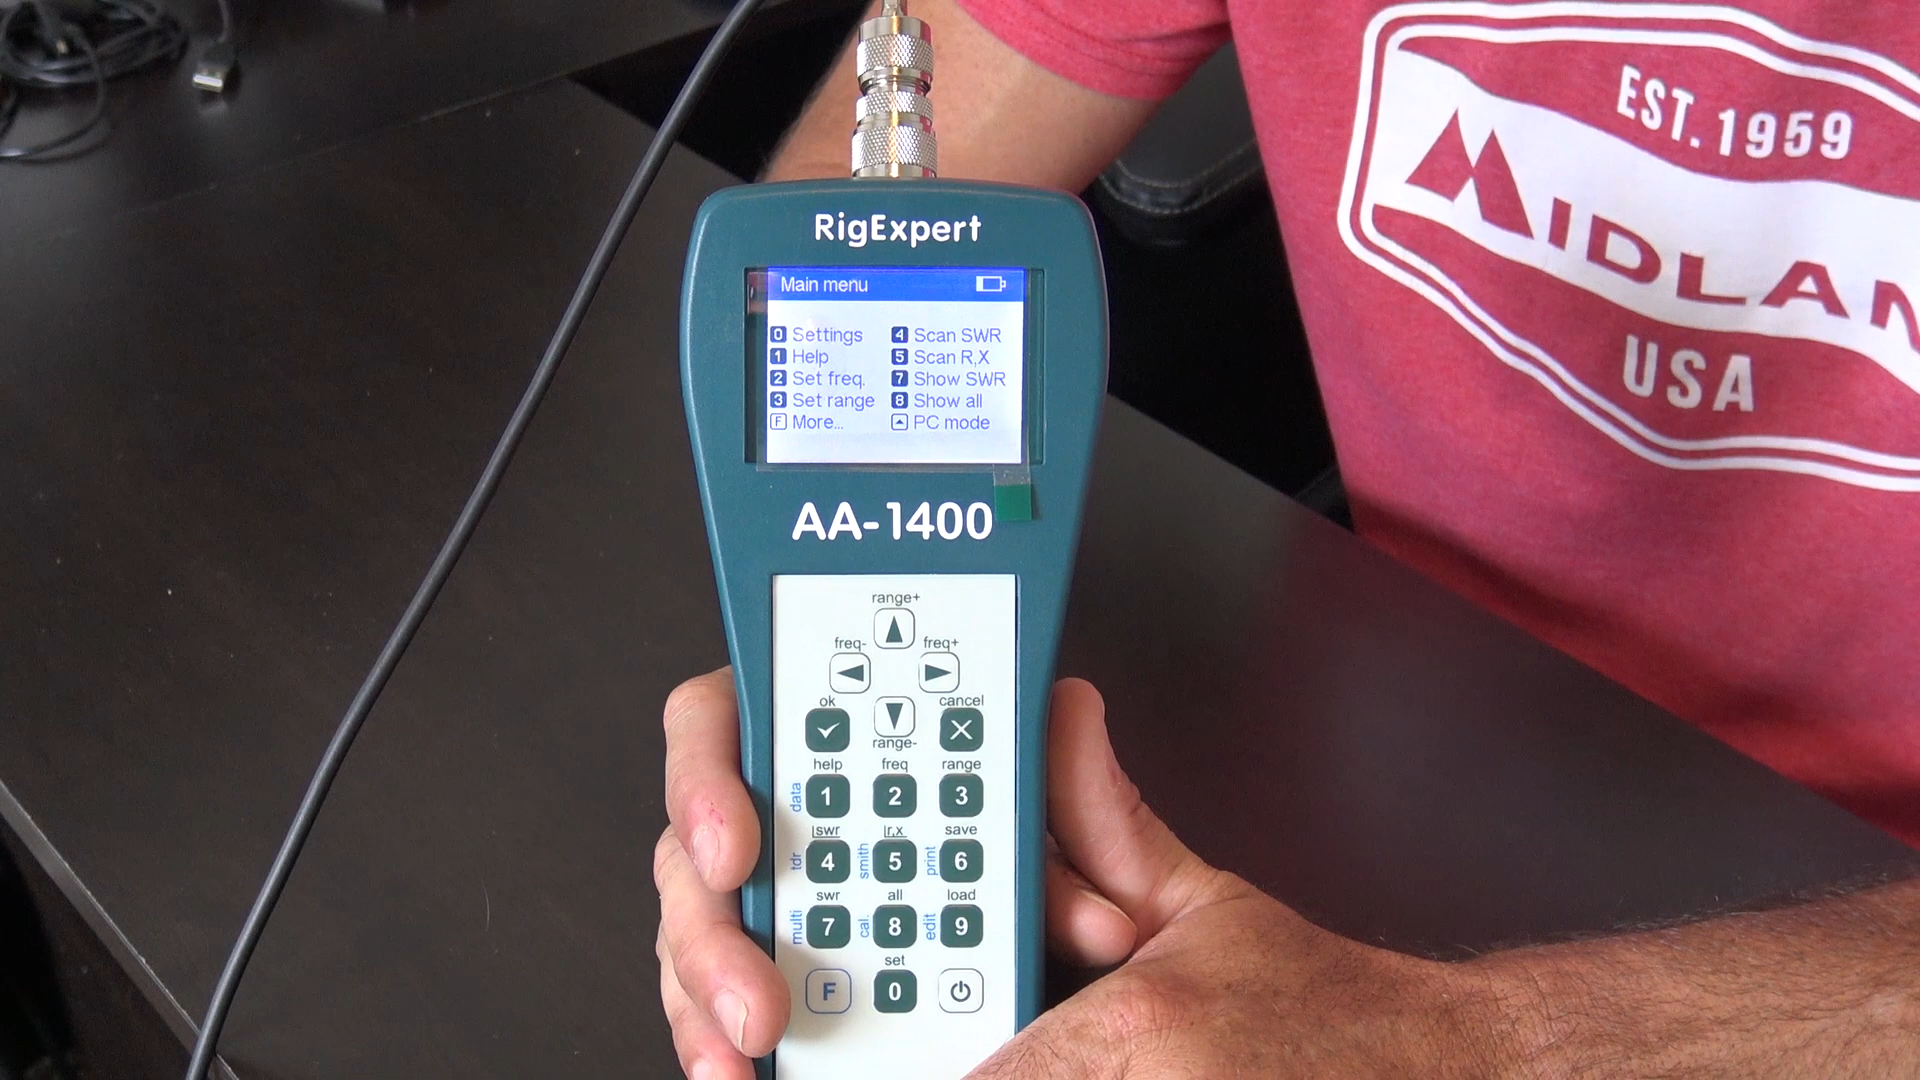 RigExpert
Main menu
0 Settings
1 Help
2 Set freq.
3 Set range
F More...
4 Scan SWR
5 Scan R,X
7 Show SWR
8 Show all
PC mode
AA-1400
range+
freq- freq+
ok cancel
range-
help freq range
data 1 2 3
swr r,x save
tdr 4 smith 5 print 6
swr all load
multi 7 cal. 8 edit 9
set
F 0
EST. 1959
MIDLAN
USA